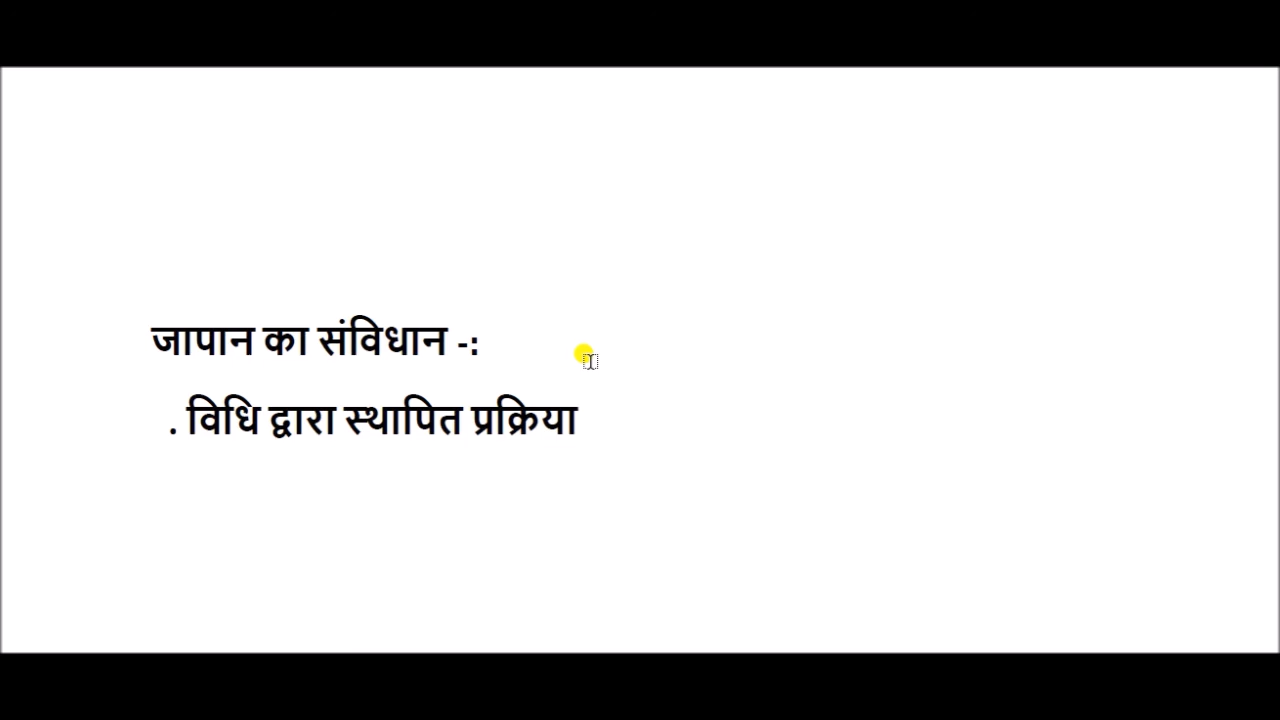 जापान का संविधान -:
. विधि द्वारा स्थापित प्रक्रिया